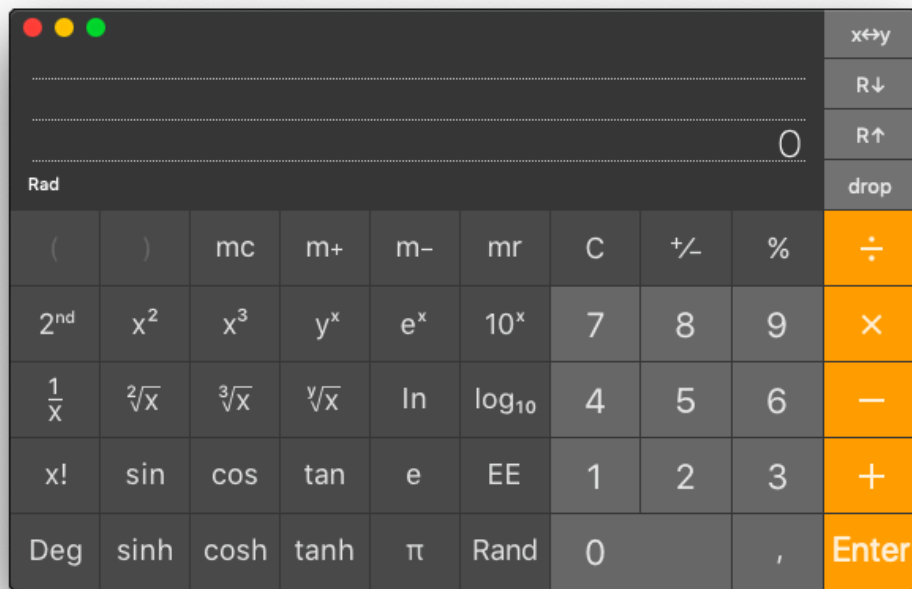 x↔y
R↓
0
R↑
Rad
drop
( ) mc m+ m− mr C ⁺∕₋ % ÷
2ⁿᵈ x² x³ yˣ eˣ 10ˣ 7 8 9 ×
1/x ²√x ³√x ʸ√x ln log₁₀ 4 5 6 −
x! sin cos tan e EE 1 2 3 +
Deg sinh cosh tanh π Rand 0 , Enter